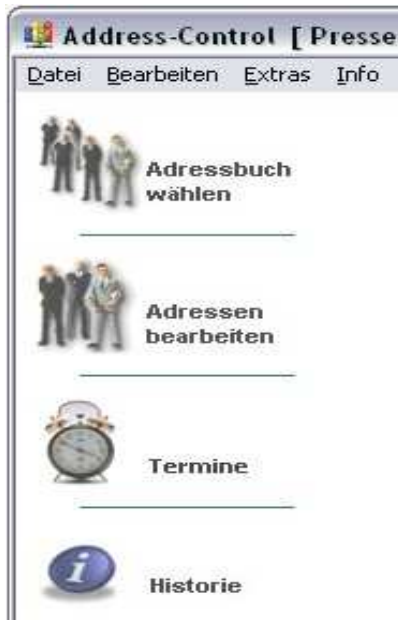 Address-Control [ Presse
Datei Bearbeiten Extras Info
Adressbuch
wählen
Adressen
bearbeiten
Termine
i
Historie